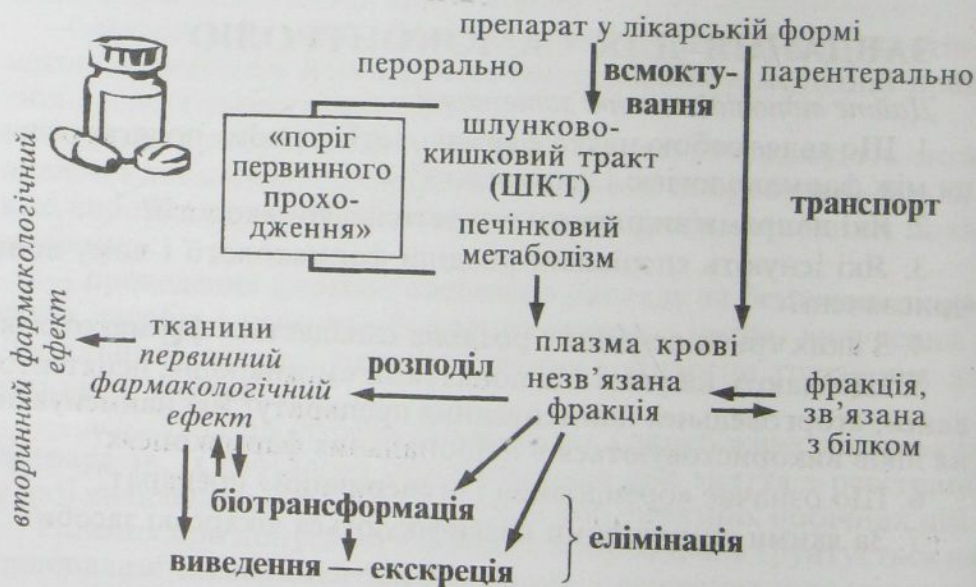 препарат у лікарській формі
перорально
всмокту-
вання
парентерально
«поріг
первинного
прохо-
дження»
шлунково-
кишковий тракт
(ШКТ)
печінковий
метаболізм
транспорт
вторинний фармакологічний
ефект
тканини
первинний
фармакологічний
ефект
розподіл
плазма крові
незв’язана
фракція
фракція,
зв’язана
з білком
біотрансформація
виведення — екскреція
елімінація